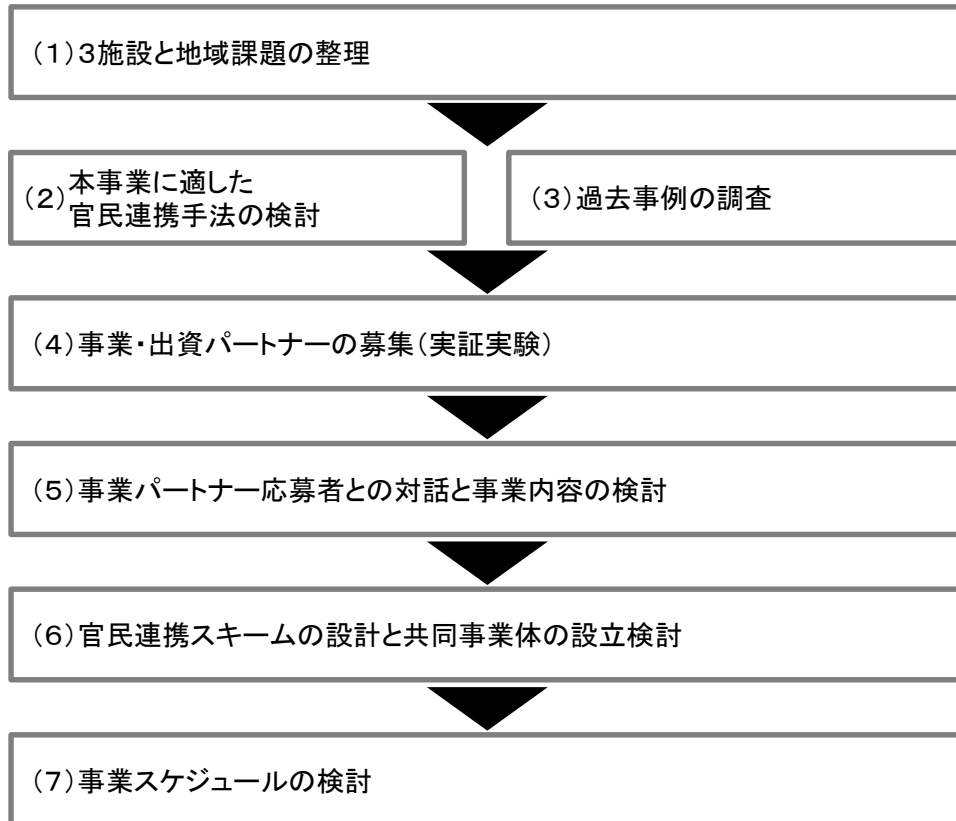 （１）３施設と地域課題の整理
（２）本事業に適した
官民連携手法の検討
（３）過去事例の調査
（４）事業・出資パートナーの募集（実証実験）
（５）事業パートナー応募者との対話と事業内容の検討
（６）官民連携スキームの設計と共同事業体の設立検討
（７）事業スケジュールの検討